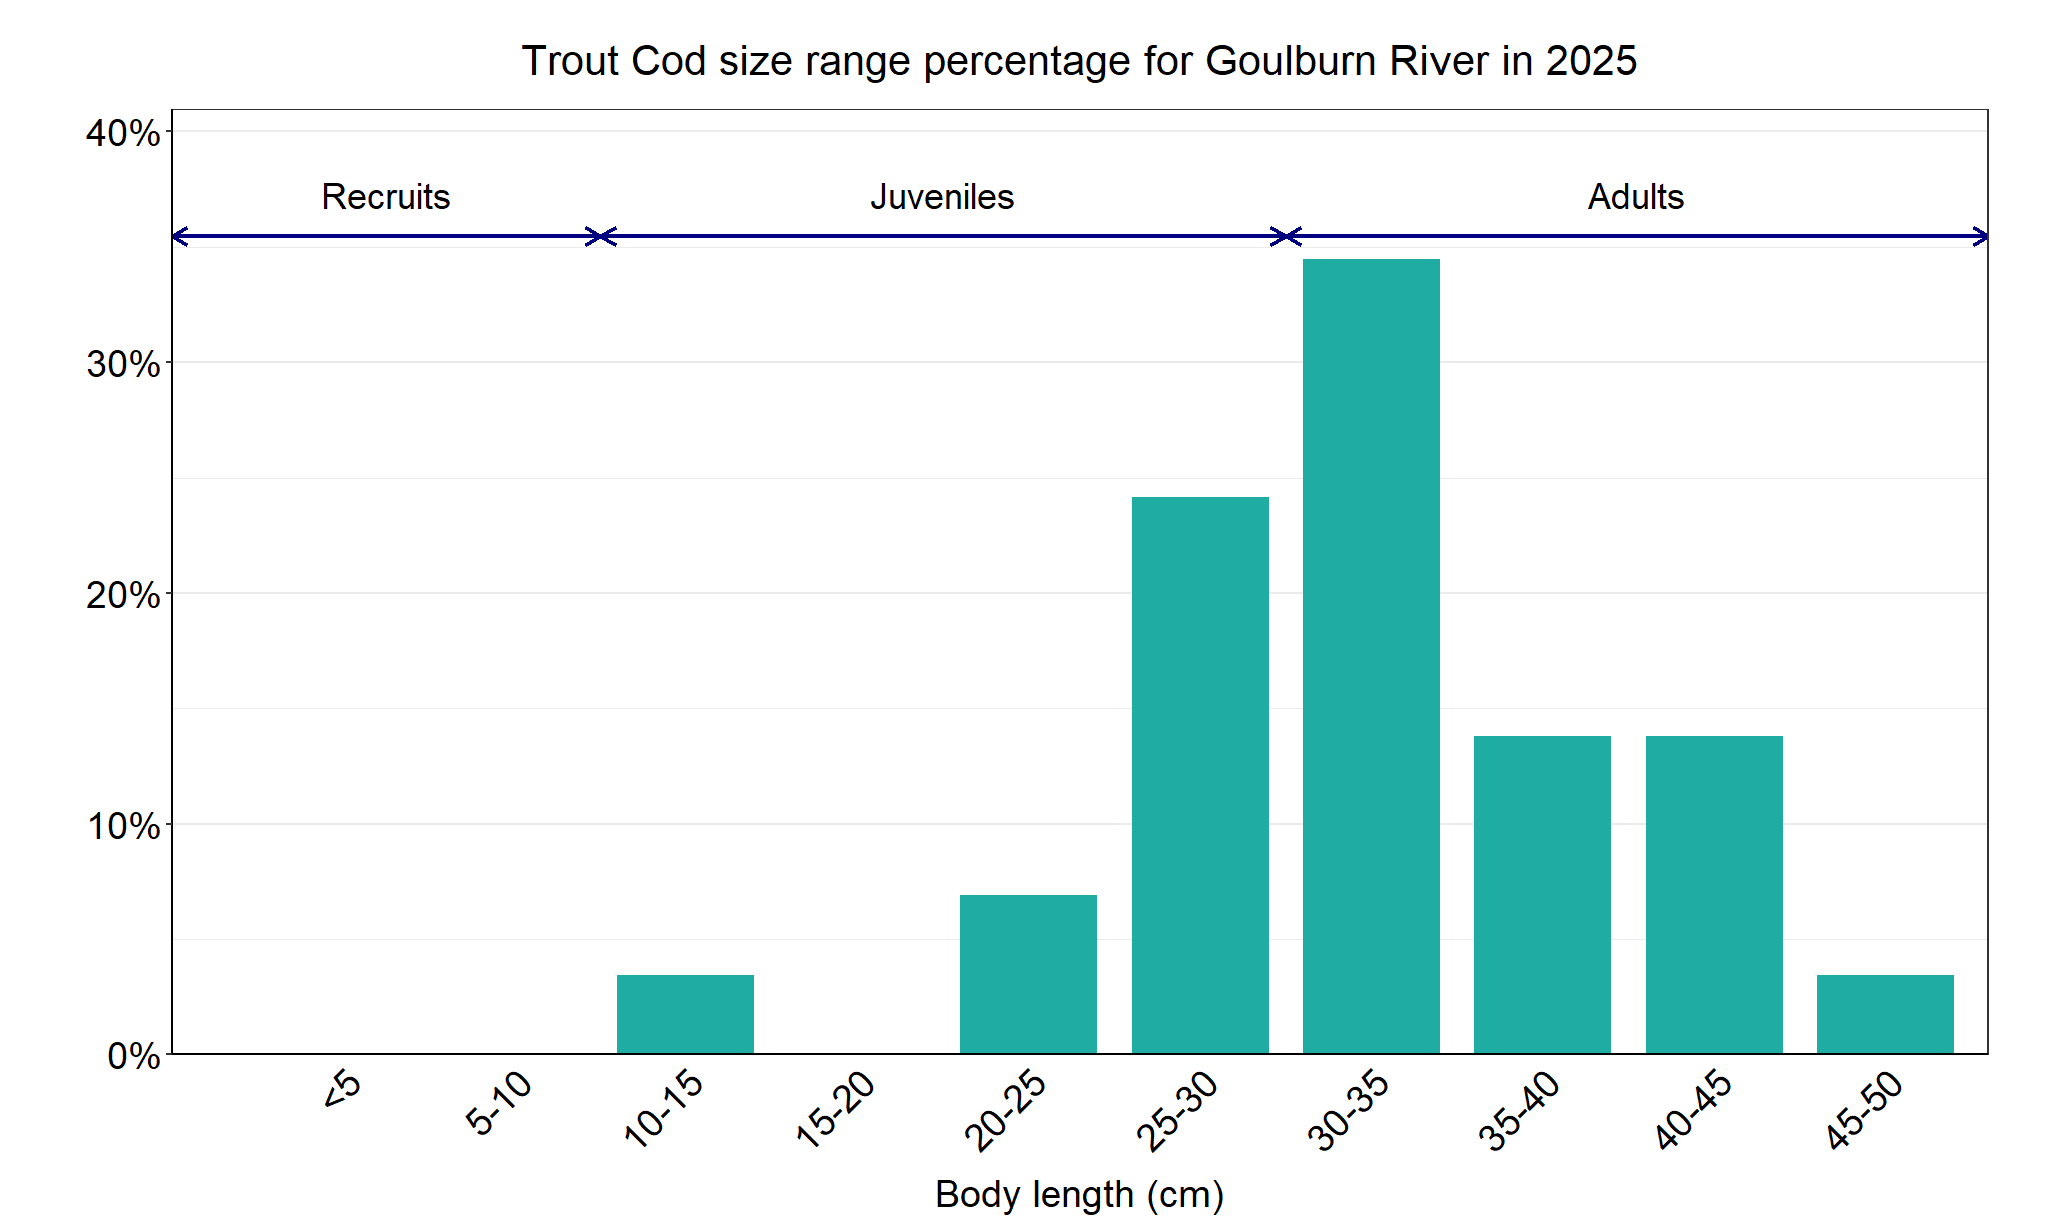 Trout Cod size range percentage for Goulburn River in 2025
40%
Recruits Juveniles Adults
30%
20%
10%
0%
<5 5-10 10-15 15-20 20-25 25-30 30-35 35-40 40-45 45-50
Body length (cm)